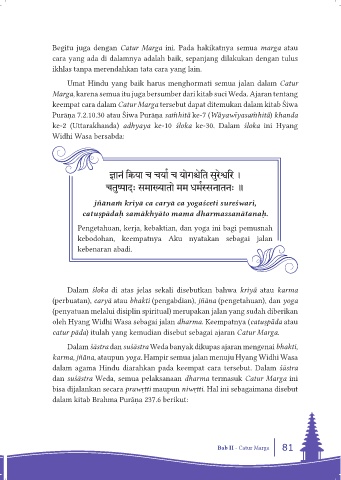 Begitu juga dengan Catur Marga ini. Pada hakikatnya semua marga atau
cara yang ada di dalamnya adalah baik, sepanjang dilakukan dengan tulus
ikhlas tanpa merendahkan tata cara yang lain.
Umat Hindu yang baik harus menghormati semua jalan dalam Catur
Marga, karena semua itu juga bersumber dari kitab suci Weda. Ajaran tentang
keempat cara dalam Catur Marga tersebut dapat ditemukan dalam kitab Śiwa
Purāṇa 7.2.10.30 atau Śiwa Purāṇa saṁhitā ke-7 (Wāyawīyasaṁhitā) khanda
ke-2 (Uttarakhanda) adhyaya ke-10 śloka ke-30. Dalam śloka ini Hyang
Widhi Wasa bersabda:
ज्ञानं क्रिया च चर्या च योगश्चेति सुरेश्वरि ।
चतुष्पादः समाख्यातो मम धर्मस्सनातनः ॥
jñānaṁ kriyā ca caryā ca yogaśceti sureśwari,
catuṣpādaḥ samākhyāto mama dharmassanātanaḥ.
Pengetahuan, kerja, kebaktian, dan yoga ini bagi pemusnah
kebodohan, keempatnya Aku nyatakan sebagai jalan
kebenaran abadi.
Dalam śloka di atas jelas sekali disebutkan bahwa kriyā atau karma
(perbuatan), caryā atau bhakti (pengabdian), jñāna (pengetahuan), dan yoga
(penyatuan melalui disiplin spiritual) merupakan jalan yang sudah diberikan
oleh Hyang Widhi Wasa sebagai jalan dharma. Keempatnya (catuṣpāda atau
catur pāda) itulah yang kemudian disebut sebagai ajaran Catur Marga.
Dalam śāstra dan suśāstra Weda banyak dikupas ajaran mengenai bhakti,
karma, jñāna, ataupun yoga. Hampir semua jalan menuju Hyang Widhi Wasa
dalam agama Hindu diarahkan pada keempat cara tersebut. Dalam śāstra
dan suśāstra Weda, semua pelaksanaan dharma termasuk Catur Marga ini
bisa dijalankan secara prawṛtti maupun niwṛtti. Hal ini sebagaimana disebut
dalam kitab Brahma Purāṇa 237.6 berikut:
Bab II - Catur Marga 81